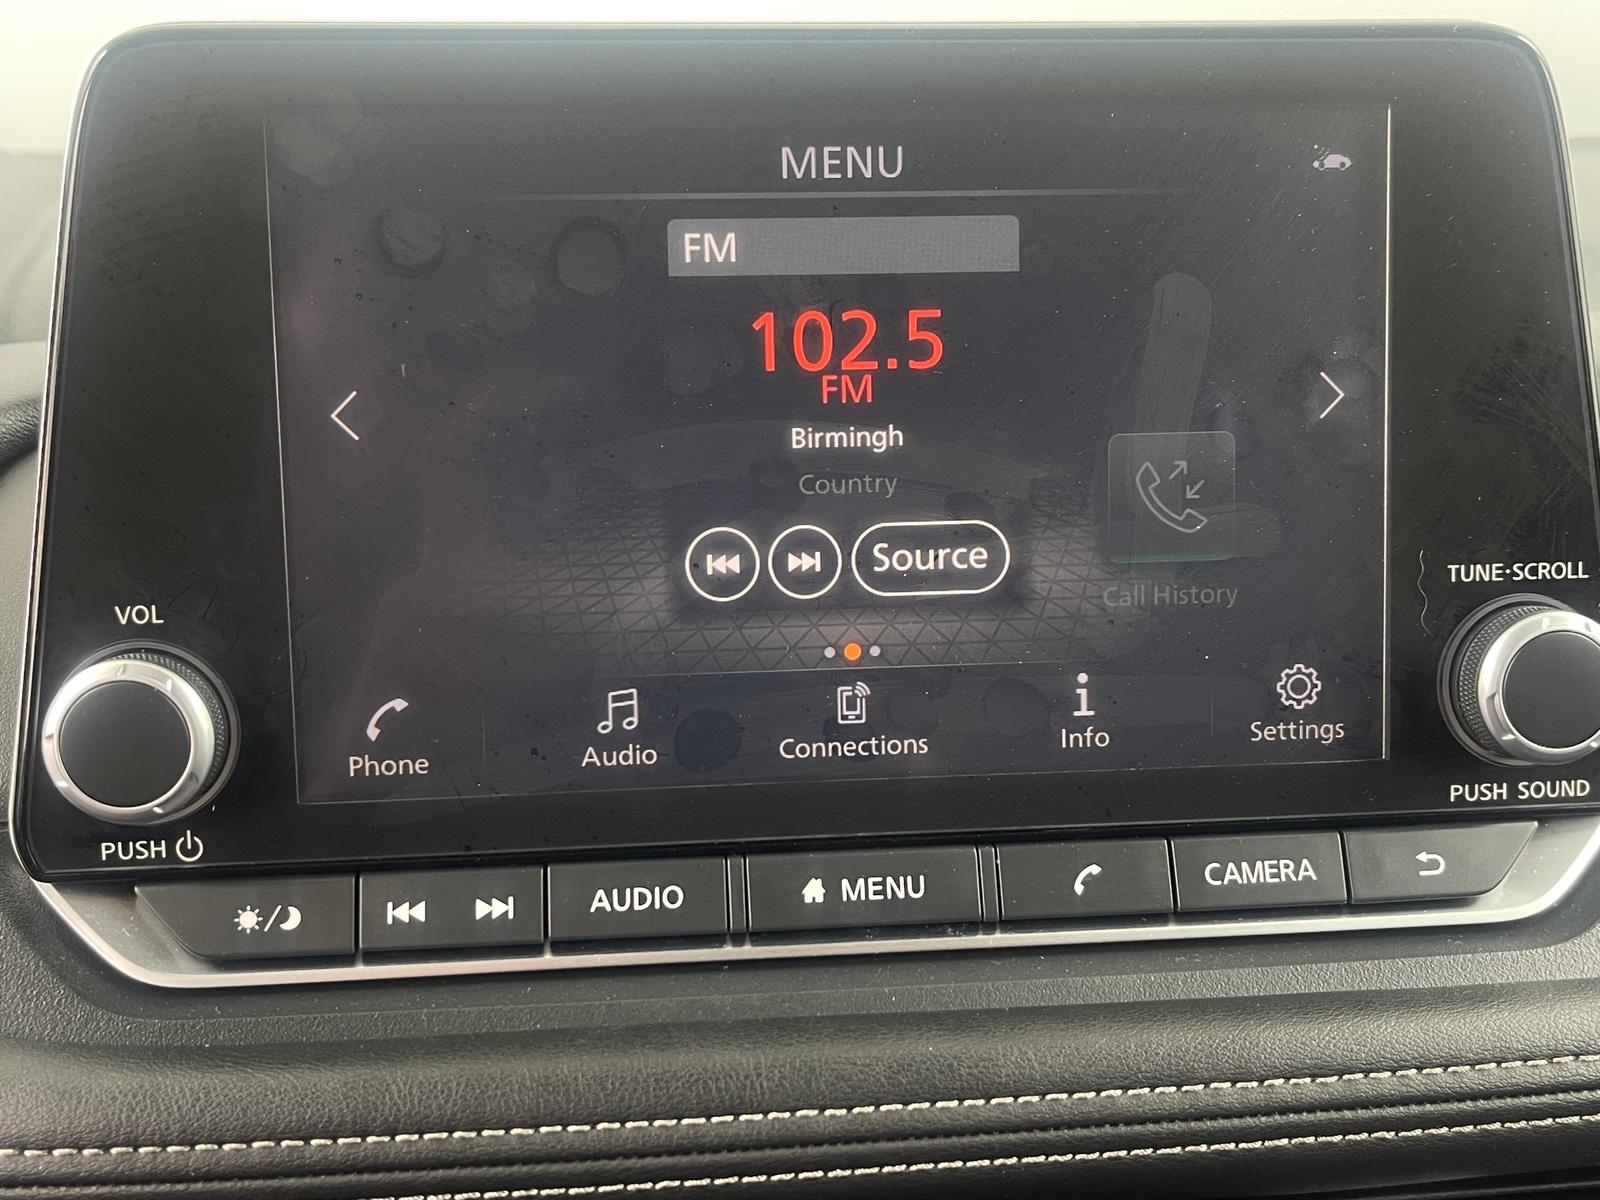 MENU
FM
102.5
FM
Birmingh
Country
Source
Call History
Phone
Audio
Connections
Info
Settings
VOL
PUSH
TUNE·SCROLL
PUSH SOUND
AUDIO
MENU
CAMERA